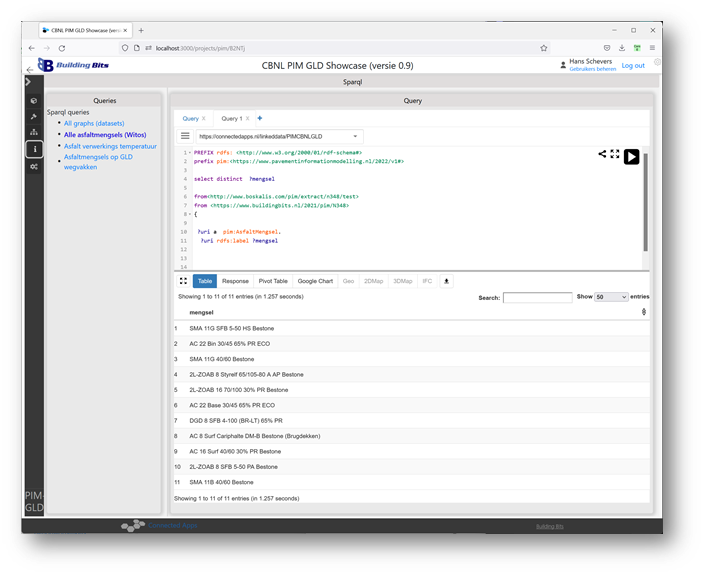 CBNL PIM GLD Showcase (versi
localhost:3000/projects/pim/B2NTj
Building Bits
CBNL PIM GLD Showcase (versie 0.9)
Hans Schevers
Gebruikers beheren
Log out
Sparql
Queries
Sparql queries
All graphs (datasets)
Alle asfaltmengsels (Witos)
Asfalt verwerkings temperatuur
Asfaltmengsels op GLD
wegvakken
PIM-
GLD
Query
Query X
Query 1 X
+
https://connectedapps.nl/linkeddata/PIMCBNLGLD
1 PREFIX rdfs: <http://www.w3.org/2000/01/rdf-schema#>
2 prefix pim:<https://www.pavementinformationmodelling.nl/2022/v1#>
3
4 select distinct ?mengsel
5
6 from<http://www.boskalis.com/pim/extract/n348/test>
7 from <https://www.buildingbits.nl/2021/pim/N348>
8 {
9
10 ?uri a pim:AsfaltMengsel.
11 ?uri rdfs:label ?mengsel
12
13
14
Table
Response
Pivot Table
Google Chart
Geo
2DMap
3DMap
IFC
Showing 1 to 11 of 11 entries (in 1.257 seconds)
Search:
Show 50 entries
mengsel
1 SMA 11G SFB 5-50 HS Bestone
2 AC 22 Bin 30/45 65% PR ECO
3 SMA 11G 40/60 Bestone
4 2L-ZOAB 8 Styrelf 65/105-80 A AP Bestone
5 2L-ZOAB 16 70/100 30% PR Bestone
6 AC 22 Base 30/45 65% PR ECO
7 DGD 8 SFB 4-100 (BR-LT) 65% PR
8 AC 8 Surf Cariphalte DM-B Bestone (Brugdekken)
9 AC 16 Surf 40/60 30% PR Bestone
10 2L-ZOAB 8 SFB 5-50 PA Bestone
11 SMA 11B 40/60 Bestone
Showing 1 to 11 of 11 entries (in 1.257 seconds)
Connected Apps
Building Bits